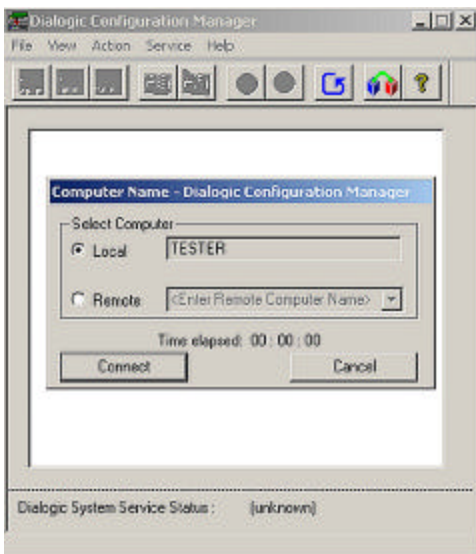 Dialogic Configuration Manager
File View Action Service Help
Computer Name - Dialogic Configuration Manager
Select Computer
Local TESTER
Remote <Enter Remote Computer Name>
Time elapsed: 00 : 00 : 00
Connect Cancel
Dialogic System Service Status : (unknown)